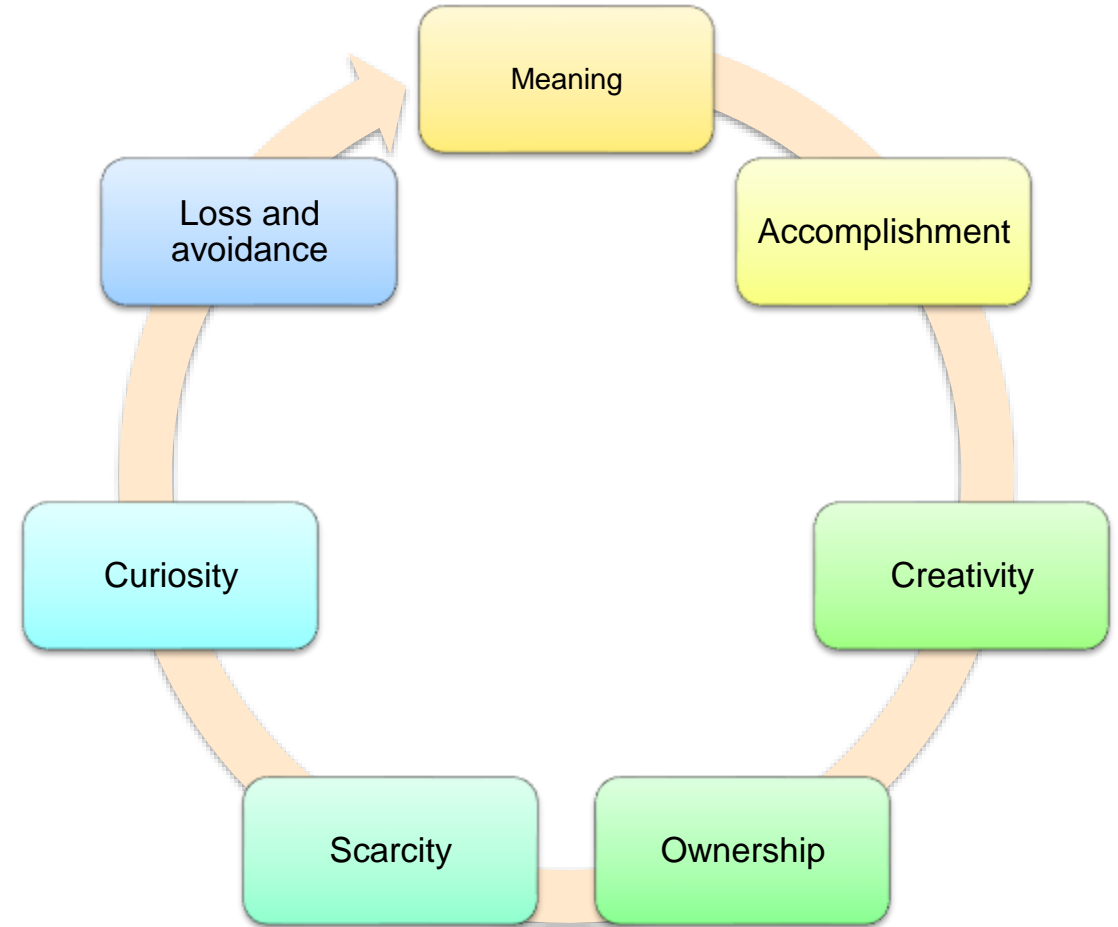 Meaning
Accomplishment
Creativity
Ownership
Scarcity
Curiosity
Loss and
avoidance